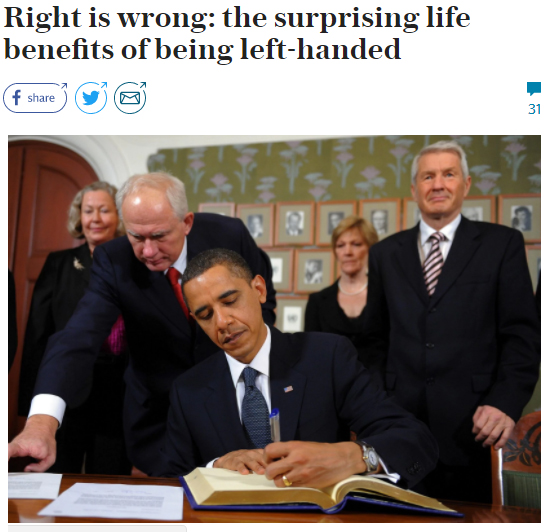 Right is wrong: the surprising life
benefits of being left-handed
share
31